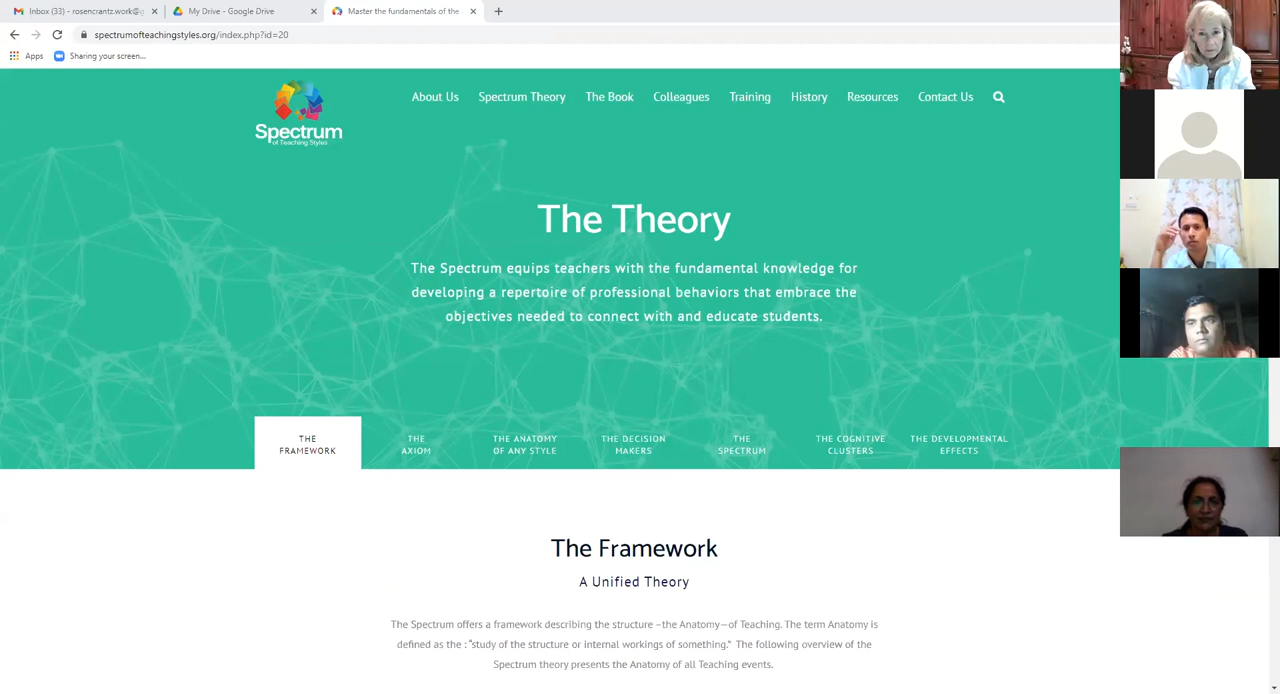 Inbox (33) - rosencrantz.work@g
My Drive - Google Drive
Master the fundamentals of the
spectrumofteachingstyles.org/index.php?id=20
Apps
Sharing your screen...
Spectrum
of Teaching Styles
About Us
Spectrum Theory
The Book
Colleagues
Training
History
Resources
Contact Us
The Theory
The Spectrum equips teachers with the fundamental knowledge for
developing a repertoire of professional behaviors that embrace the
objectives needed to connect with and educate students.
THE
FRAMEWORK
THE
AXIOM
THE ANATOMY
OF ANY STYLE
THE DECISION
MAKERS
THE
SPECTRUM
THE COGNITIVE
CLUSTERS
THE DEVELOPMENTAL
EFFECTS
The Framework
A Unified Theory
The Spectrum offers a framework describing the structure –the Anatomy—of Teaching. The term Anatomy is
defined as the : “study of the structure or internal workings of something.” The following overview of the
Spectrum theory presents the Anatomy of all Teaching events.